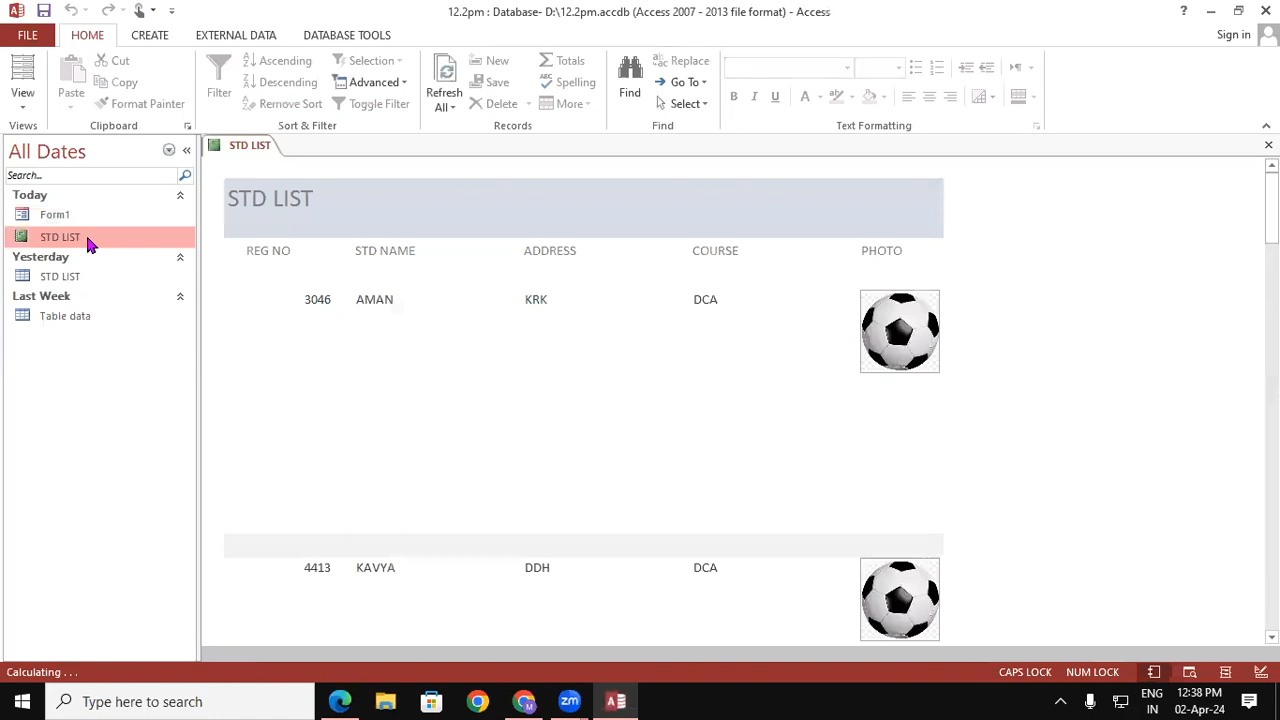 12.2pm : Database- D:\12.2pm.accdb (Access 2007 - 2013 file format) - Access
FILE HOME CREATE EXTERNAL DATA DATABASE TOOLS Sign in
View
Views
Paste
Cut
Copy
Format Painter
Clipboard
Filter
Ascending
Descending
Remove Sort
Selection
Advanced
Toggle Filter
Sort & Filter
Refresh
All
New
Save
Delete
Totals
Spelling
More
Records
Find
Replace
Go To
Select
Find
B I U A
Text Formatting
All Dates
Search...
Today
Form1
STD LIST
Yesterday
STD LIST
Last Week
Table data
STD LIST
STD LIST
REG NO STD NAME ADDRESS COURSE PHOTO
3046 AMAN KRK DCA
4413 KAVYA DDH DCA
Calculating . . .
CAPS LOCK NUM LOCK
Type here to search
zm
ENG
IN
12:38 PM
02-Apr-24